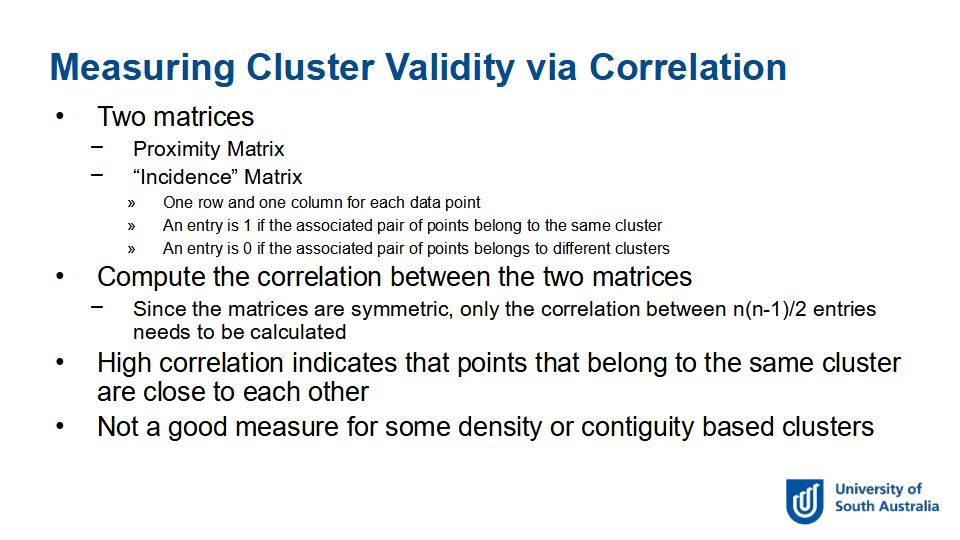 Measuring Cluster Validity via Correlation
• Two matrices
– Proximity Matrix
– “Incidence” Matrix
» One row and one column for each data point
» An entry is 1 if the associated pair of points belong to the same cluster
» An entry is 0 if the associated pair of points belongs to different clusters
• Compute the correlation between the two matrices
– Since the matrices are symmetric, only the correlation between n(n-1)/2 entries
needs to be calculated
• High correlation indicates that points that belong to the same cluster
are close to each other
• Not a good measure for some density or contiguity based clusters
University of
South Australia